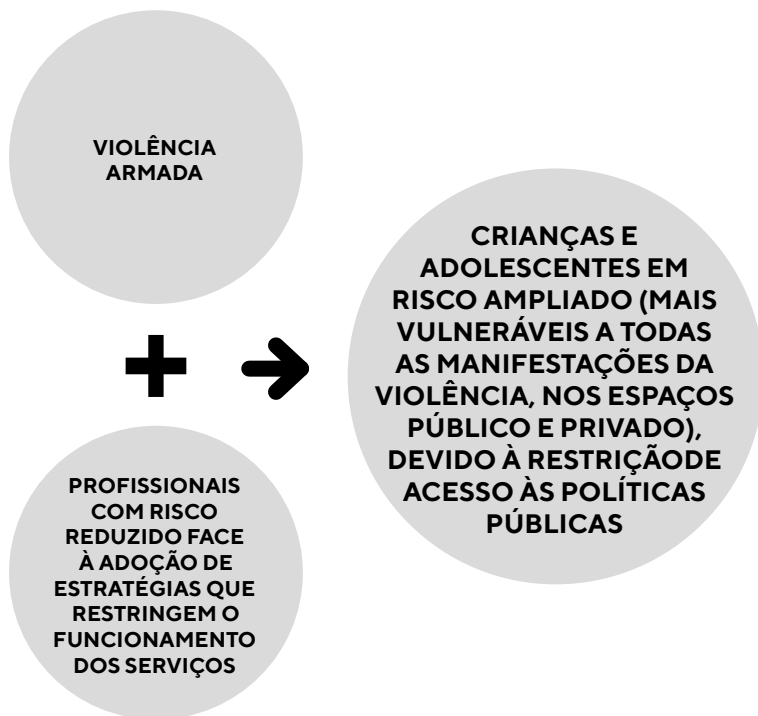 VIOLÊNCIA
ARMADA
+
PROFISSIONAIS
COM RISCO
REDUZIDO FACE
À ADOÇÃO DE
ESTRATÉGIAS QUE
RESTRINGEM O
FUNCIONAMENTO
DOS SERVIÇOS
CRIANÇAS E
ADOLESCENTES EM
RISCO AMPLIADO (MAIS
VULNERÁVEIS A TODAS
AS MANIFESTAÇÕES DA
VIOLÊNCIA, NOS ESPAÇOS
PÚBLICO E PRIVADO),
DEVIDO À RESTRIÇÃODE
ACESSO ÀS POLÍTICAS
PÚBLICAS